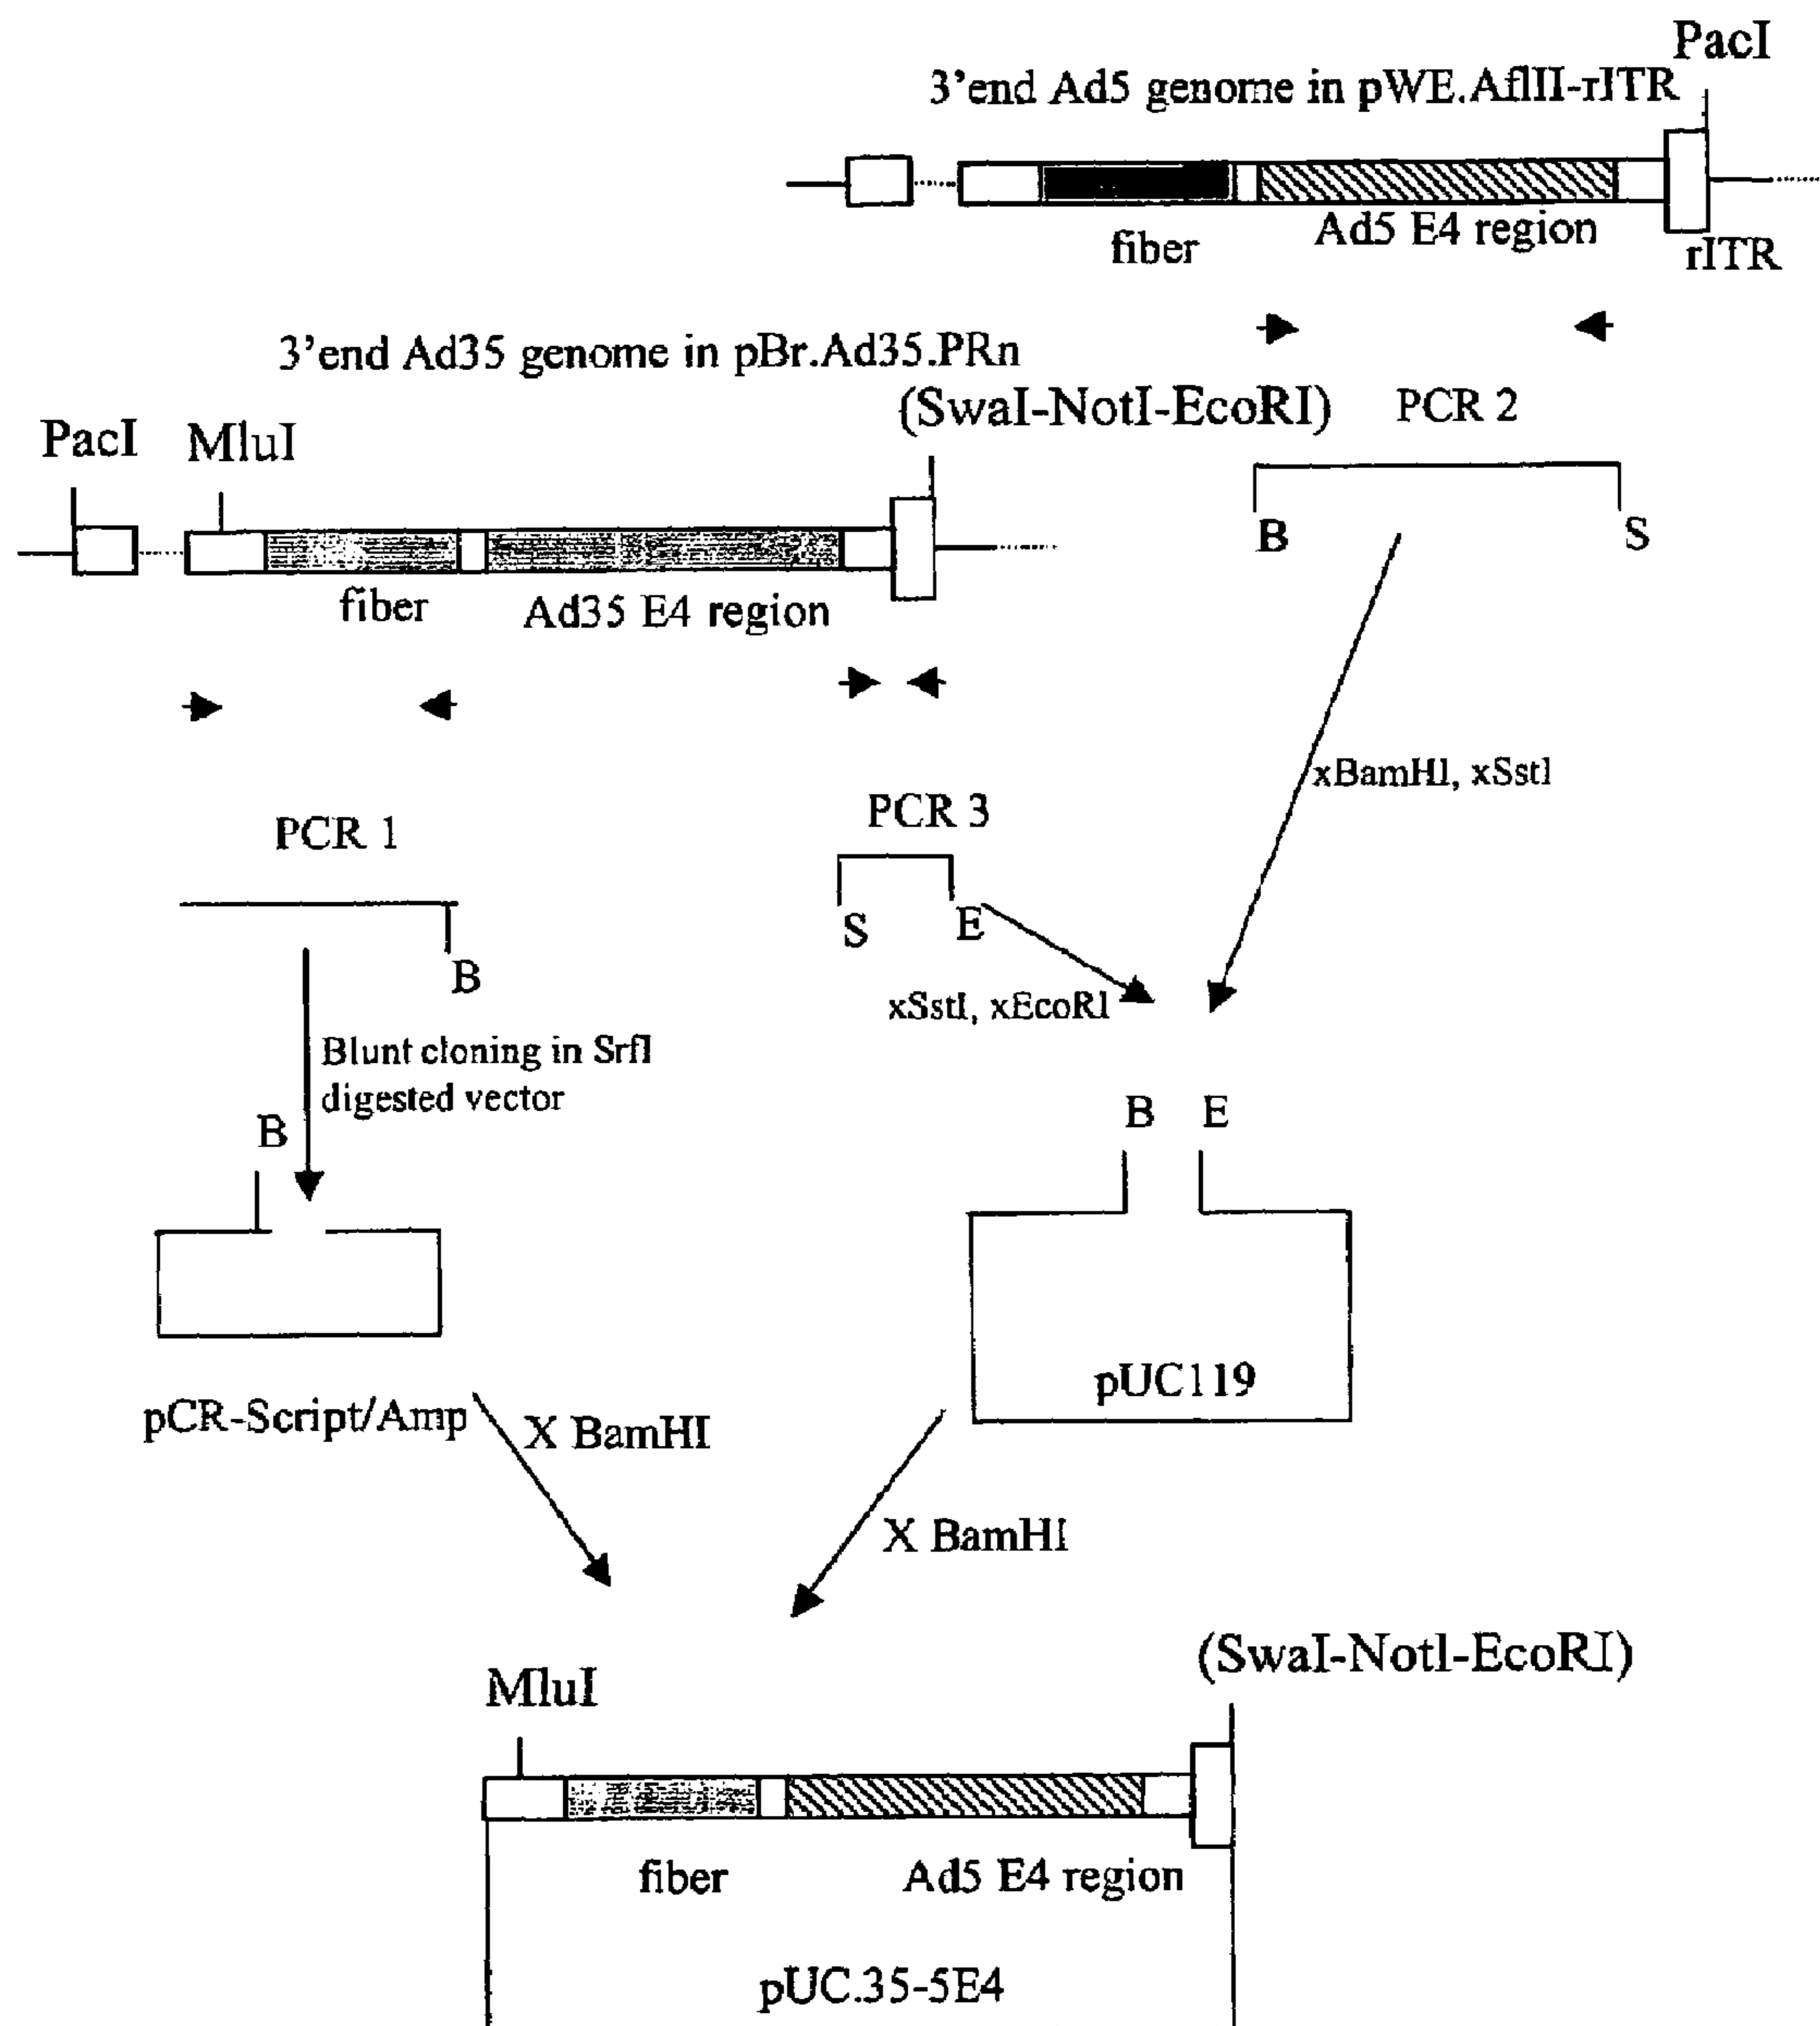 PacI
3'end Ad5 genome in pWE.AflII-rITR
fiber
Ad5 E4 region
rITR
3'end Ad35 genome in pBr.Ad35.PRn
(SwaI-NotI-EcoRI)
PCR 2
PacI
MluI
B
S
fiber
Ad35 E4 region
xBamHI, xSstI
PCR 1
PCR 3
S
E
B
xSstI, xEcoRI
Blunt cloning in SrfI
digested vector
B
B
E
pUC119
pCR-Script/Amp
X BamHI
X BamHI
(SwaI-NotI-EcoRI)
MluI
fiber
Ad5 E4 region
pUC.35-5E4